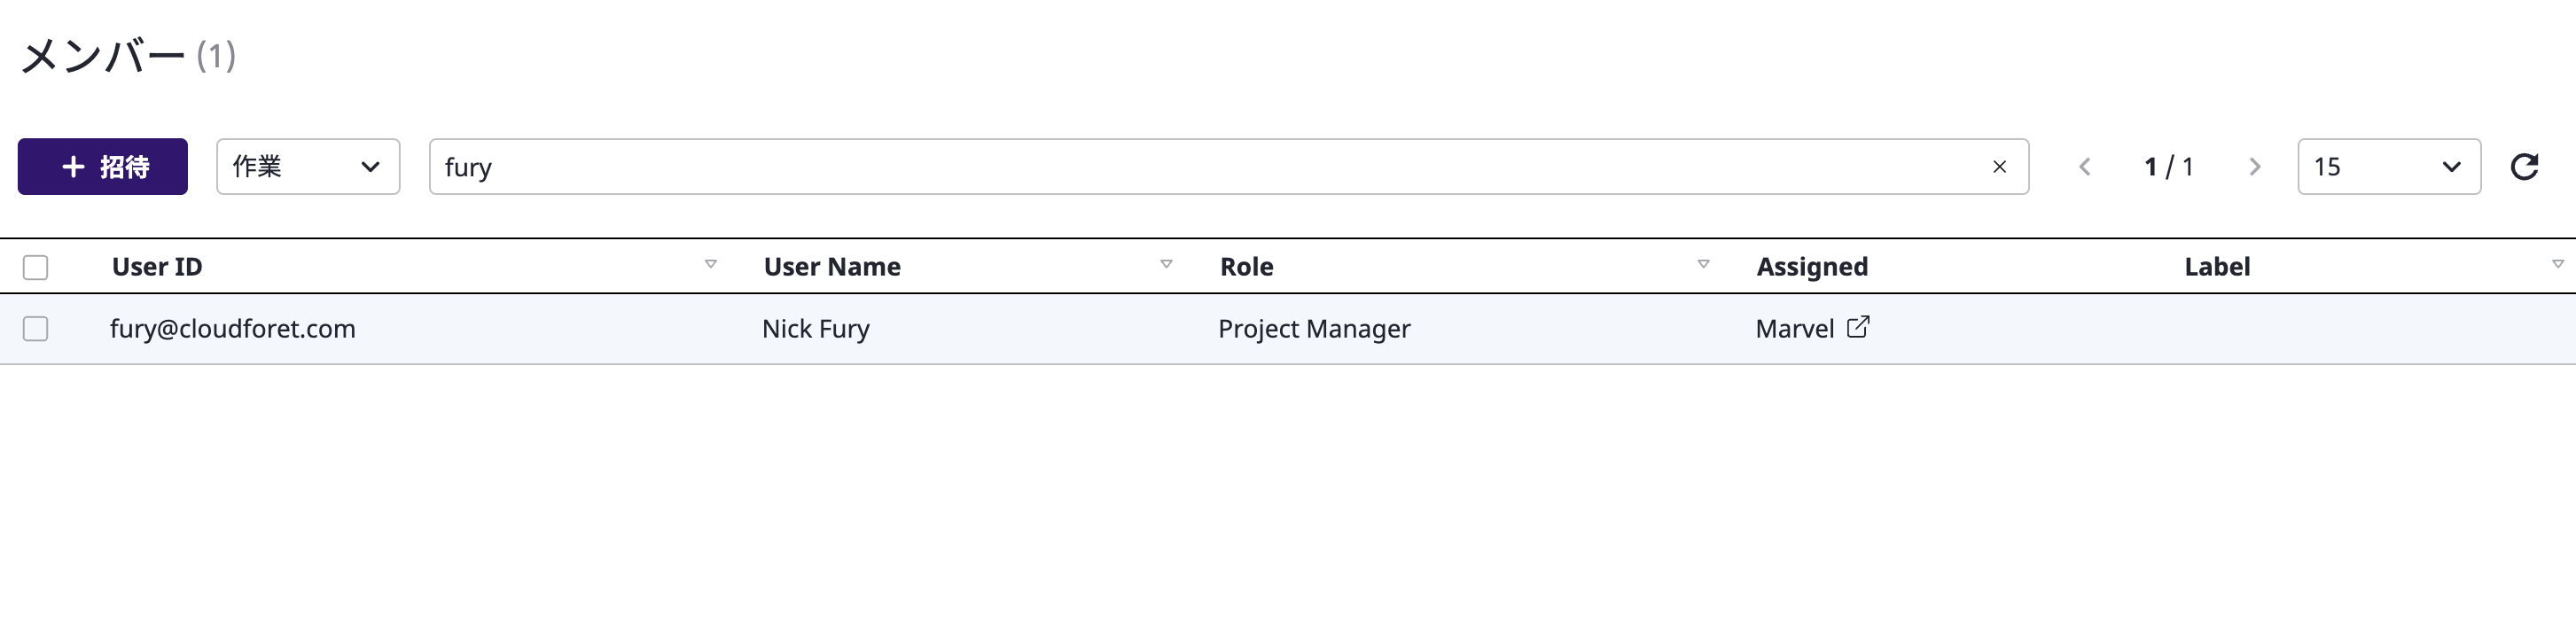 メンバー (1)
+ 招待 作業 fury × 1 / 1 15
User ID User Name Role Assigned Label
fury@cloudforet.com Nick Fury Project Manager Marvel